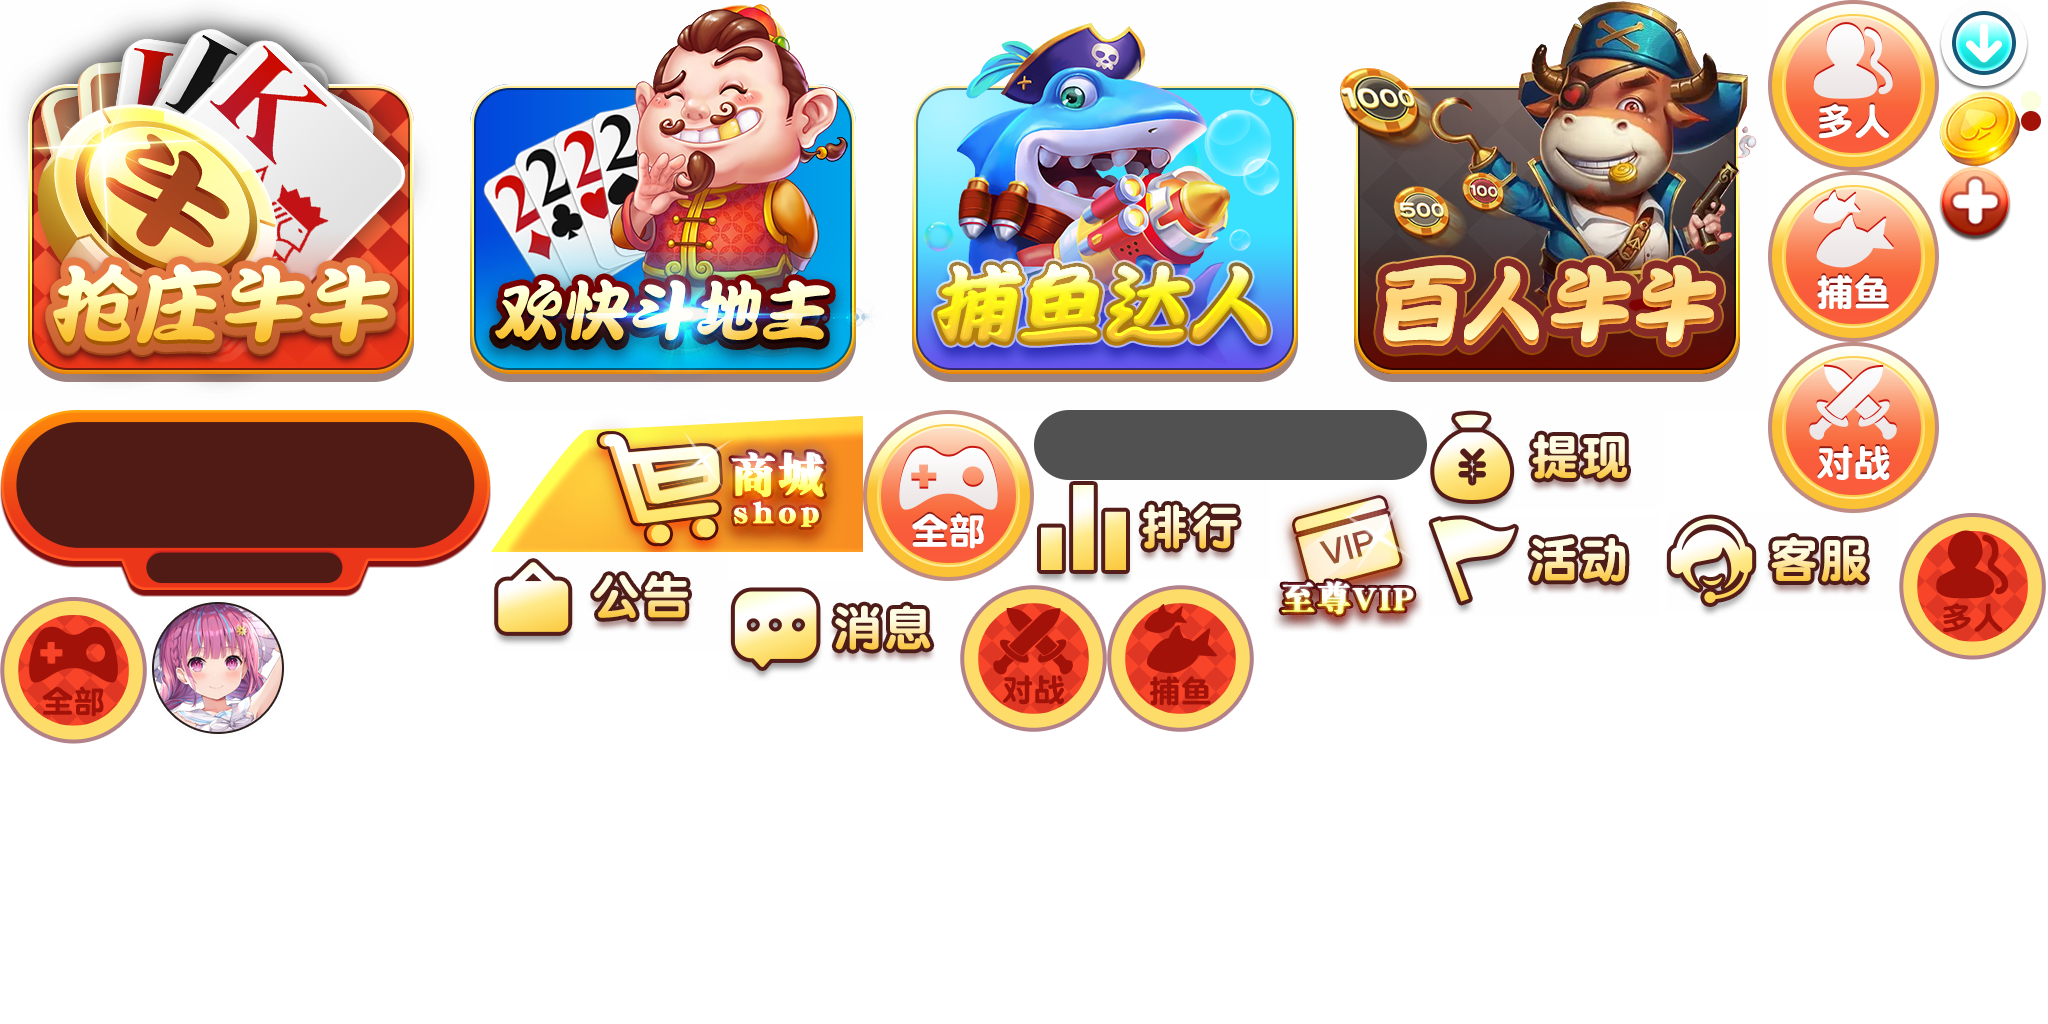 K
牛
抢庄牛牛
2 2 2 2
欢快斗地主
捕鱼达人
1000
500
100
百人牛牛
多人
捕鱼
对战
商城
shop
全部
排行
VIP
至尊VIP
¥
提现
活动
客服
多人
公告
消息
对战
捕鱼
全部